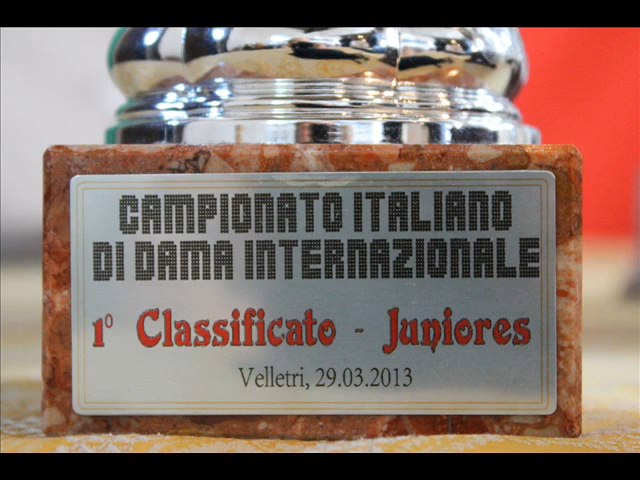 CAMPIONATO ITALIANO
DI DAMA INTERNAZIONALE
1° Classificato - Juniores
Velletri, 29.03.2013